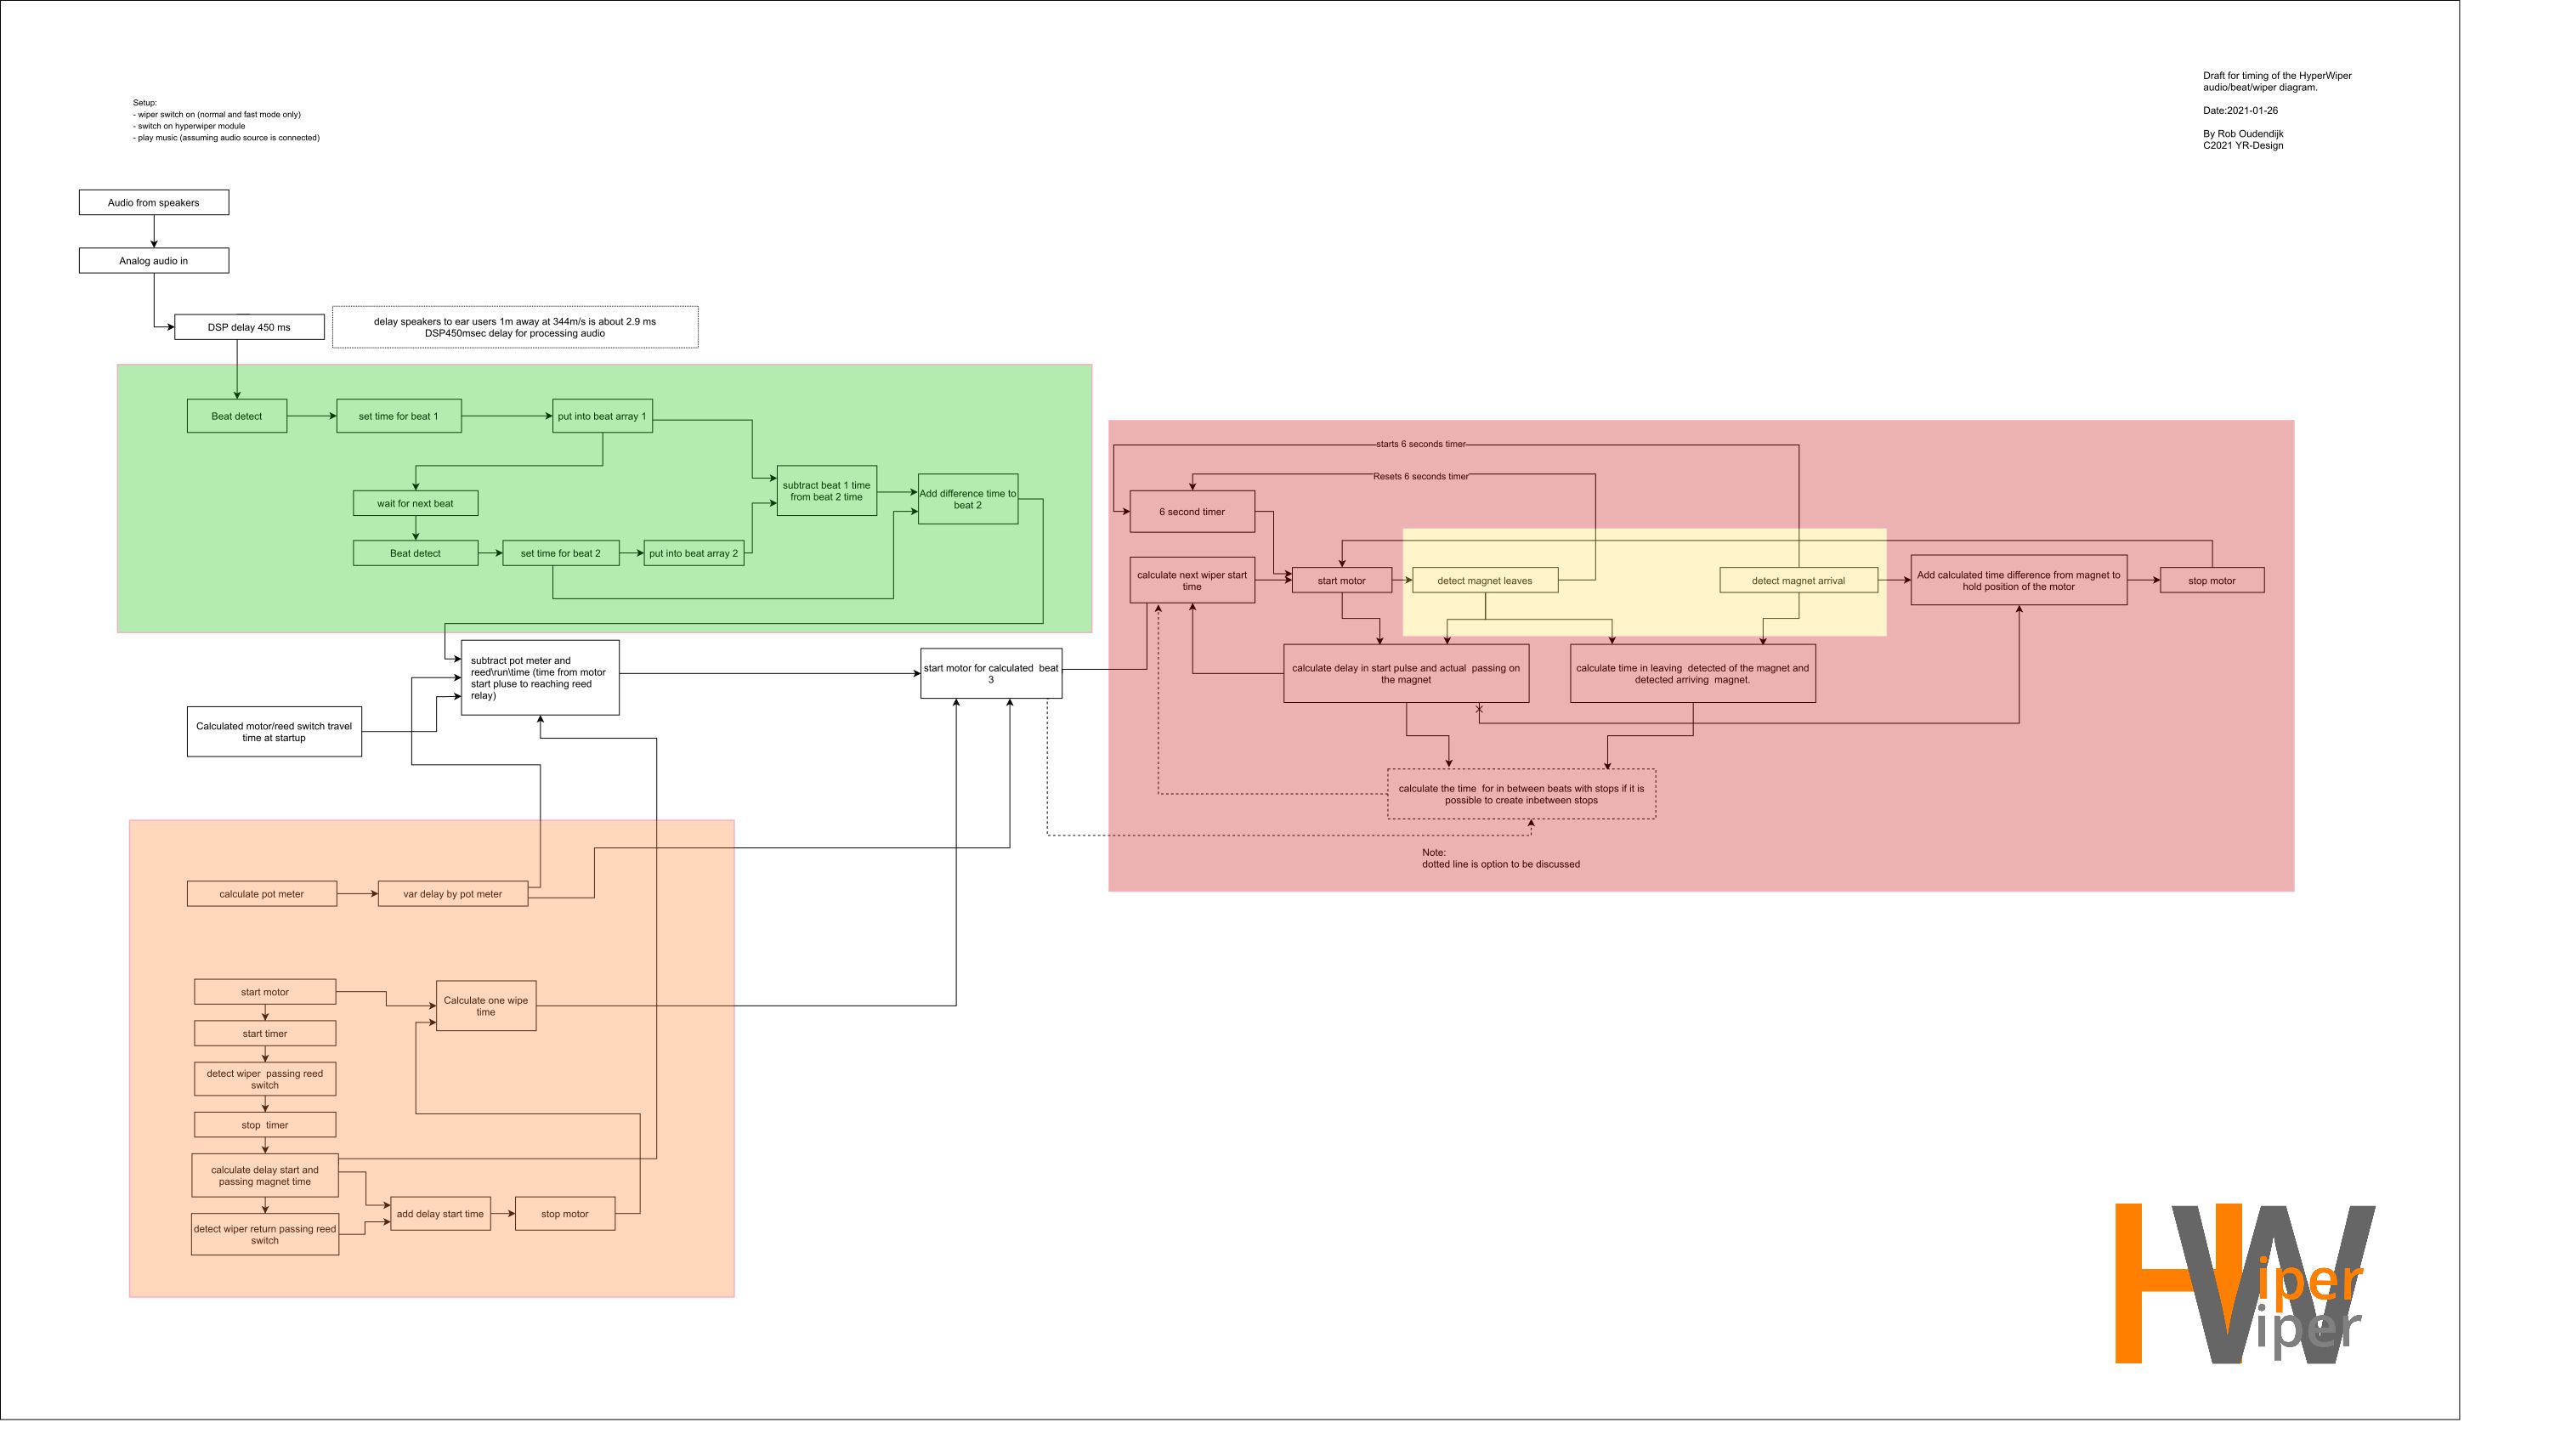 Draft for timing of the HyperWiper
audio/beat/wiper diagram.
Date:2021-01-26
By Rob Oudendijk
C2021 YR-Design
Setup:
- wiper switch on (normal and fast mode only)
- switch on hyperwiper module
- play music (assuming audio source is connected)
Audio from speakers
Analog audio in
DSP delay 450 ms
delay speakers to ear users 1m away at 344m/s is about 2.9 ms
DSP450msec delay for processing audio
Beat detect
set time for beat 1
put into beat array 1
wait for next beat
subtract beat 1 time
from beat 2 time
Add difference time to
beat 2
Beat detect
set time for beat 2
put into beat array 2
subtract pot meter and
reed\run\time (time from motor
start pluse to reaching reed
relay)
start motor for calculated beat
3
Calculated motor/reed switch travel
time at startup
starts 6 seconds timer
Resets 6 seconds timer
6 second timer
calculate next wiper start
time
start motor
detect magnet leaves
detect magnet arrival
Add calculated time difference from magnet to
hold position of the motor
stop motor
calculate delay in start pulse and actual passing on
the magnet
calculate time in leaving detected of the magnet and
detected arriving magnet.
calculate the time for in between beats with stops if it is
possible to create inbetween stops
Note:
dotted line is option to be discussed
calculate pot meter
var delay by pot meter
start motor
Calculate one wipe
time
start timer
detect wiper passing reed
switch
stop timer
calculate delay start and
passing magnet time
detect wiper return passing reed
switch
add delay start time
stop motor
HW
iper
iper